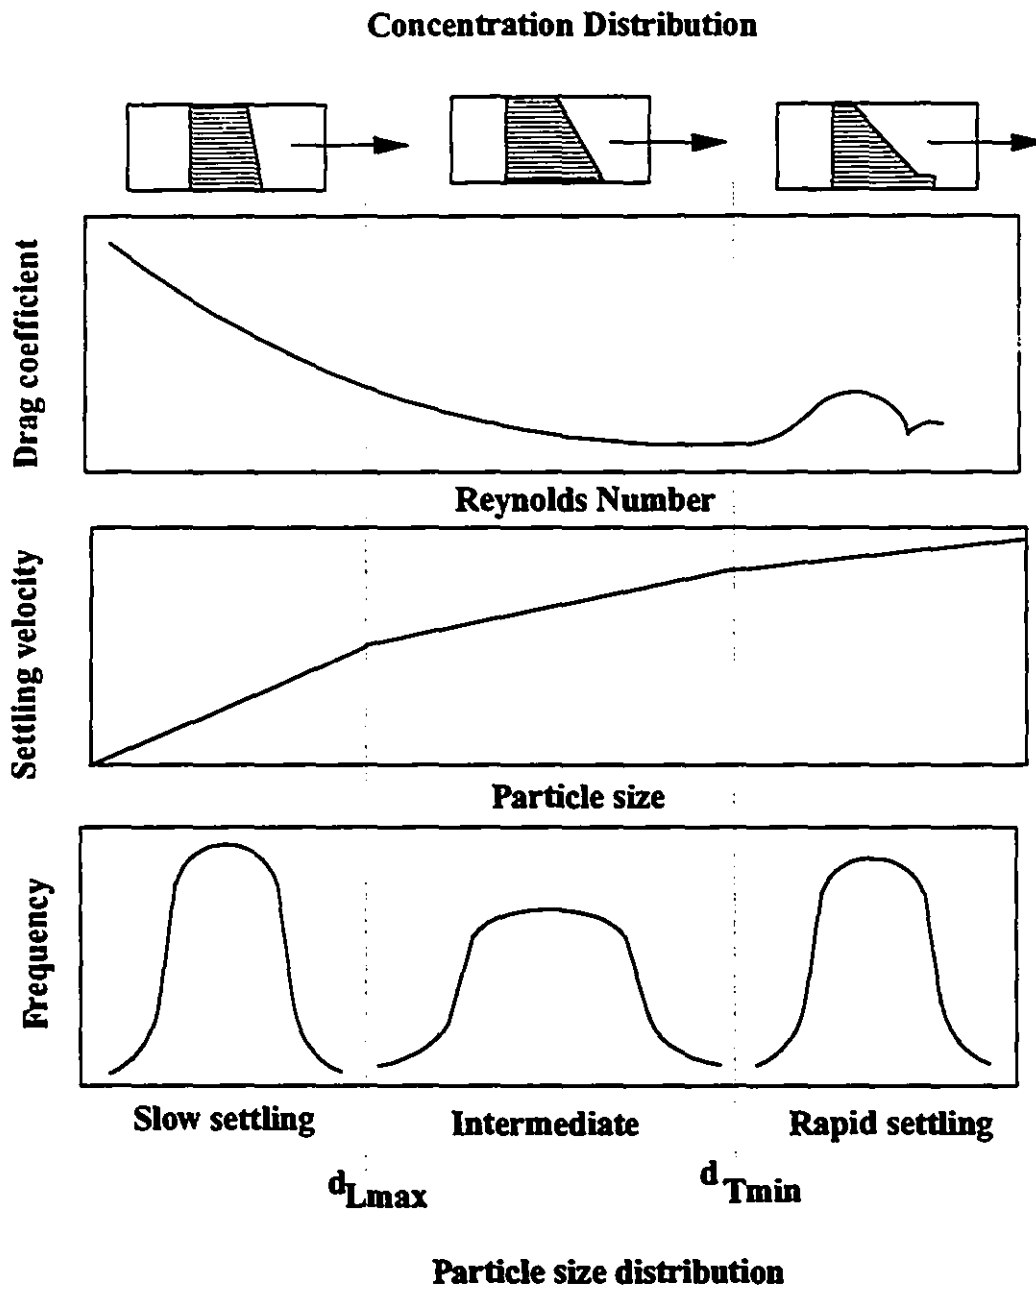 Concentration Distribution
Drag coefficient
Reynolds Number
Settling velocity
Particle size
Frequency
Slow settling
Intermediate
Rapid settling
dLmax
dTmin
Particle size distribution